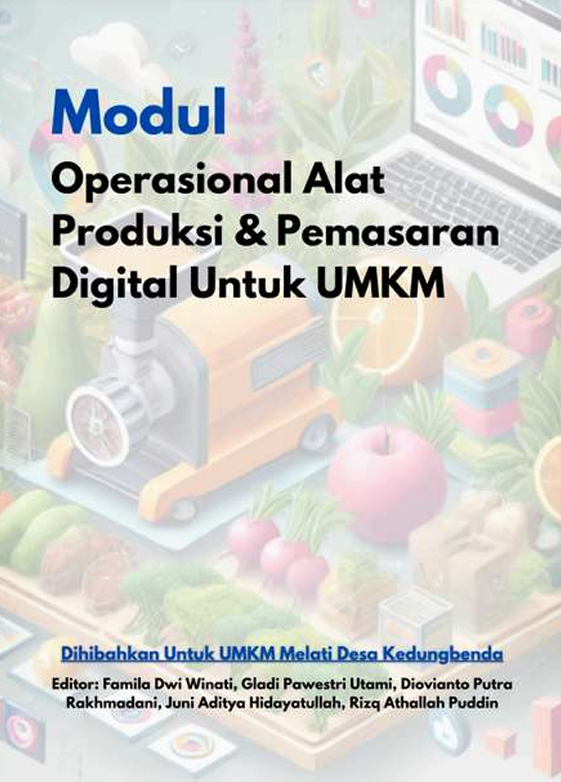 Modul
Operasional Alat
Produksi & Pemasaran
Digital Untuk UMKM
Dihibahkan Untuk UMKM Melati Desa Kedungbenda
Editor: Famila Dwi Winati, Gladi Pawestri Utami, Diovianto Putra
Rakhmadani, Juni Aditya Hidayatullah, Rizq Athallah Puddin